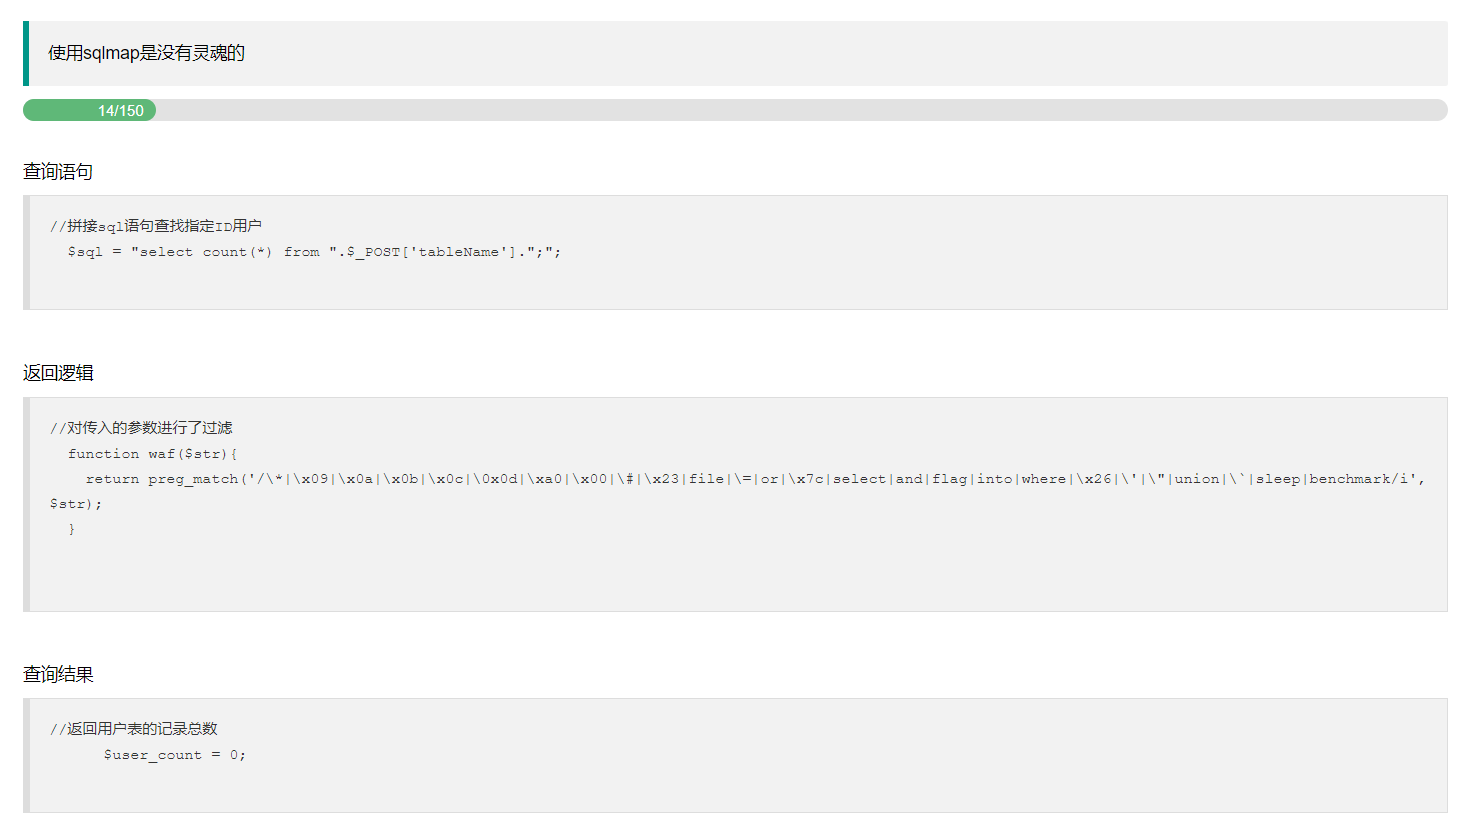 使用sqlmap是没有灵魂的
14/150
查询语句
//拼接sql语句查找指定ID用户
$sql = "select count(*) from ".$_POST['tableName'].";";
返回逻辑
//对传入的参数进行了过滤
function waf($str){
return preg_match('/\*|\x09|\x0a|\x0b|\x0c|\0x0d|\xa0|\x00|\#|\x23|file|\=|or|\x7c|select|and|flag|into|where|\x26|\'|\"|union|\`|sleep|benchmark/i',
$str);
}
查询结果
//返回用户表的记录总数
$user_count = 0;